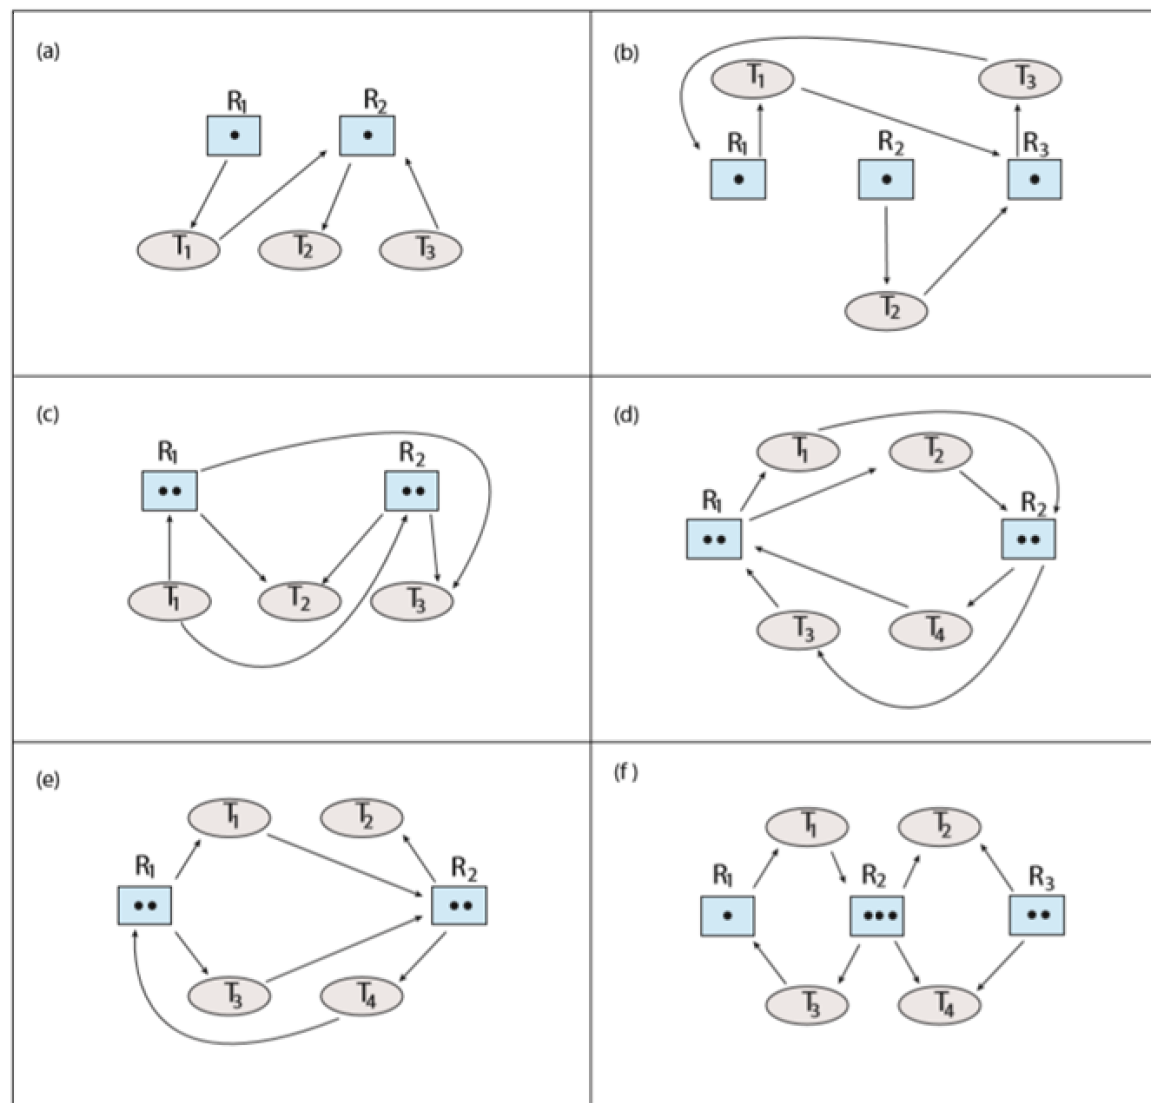 (a)
R1 R2
T1 T2 T3
(b)
T1 T3
R1 R2 R3
T2
(c)
R1 R2
T1 T2 T3
(d)
T1 T2
R1 R2
T3 T4
(e)
T1 T2
R1 R2
T3 T4
(f)
T1 T2
R1 R2 R3
T3 T4